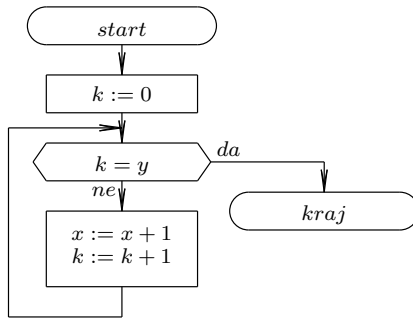 start
k := 0
k = y
da
ne
x := x + 1
k := k + 1
kraj